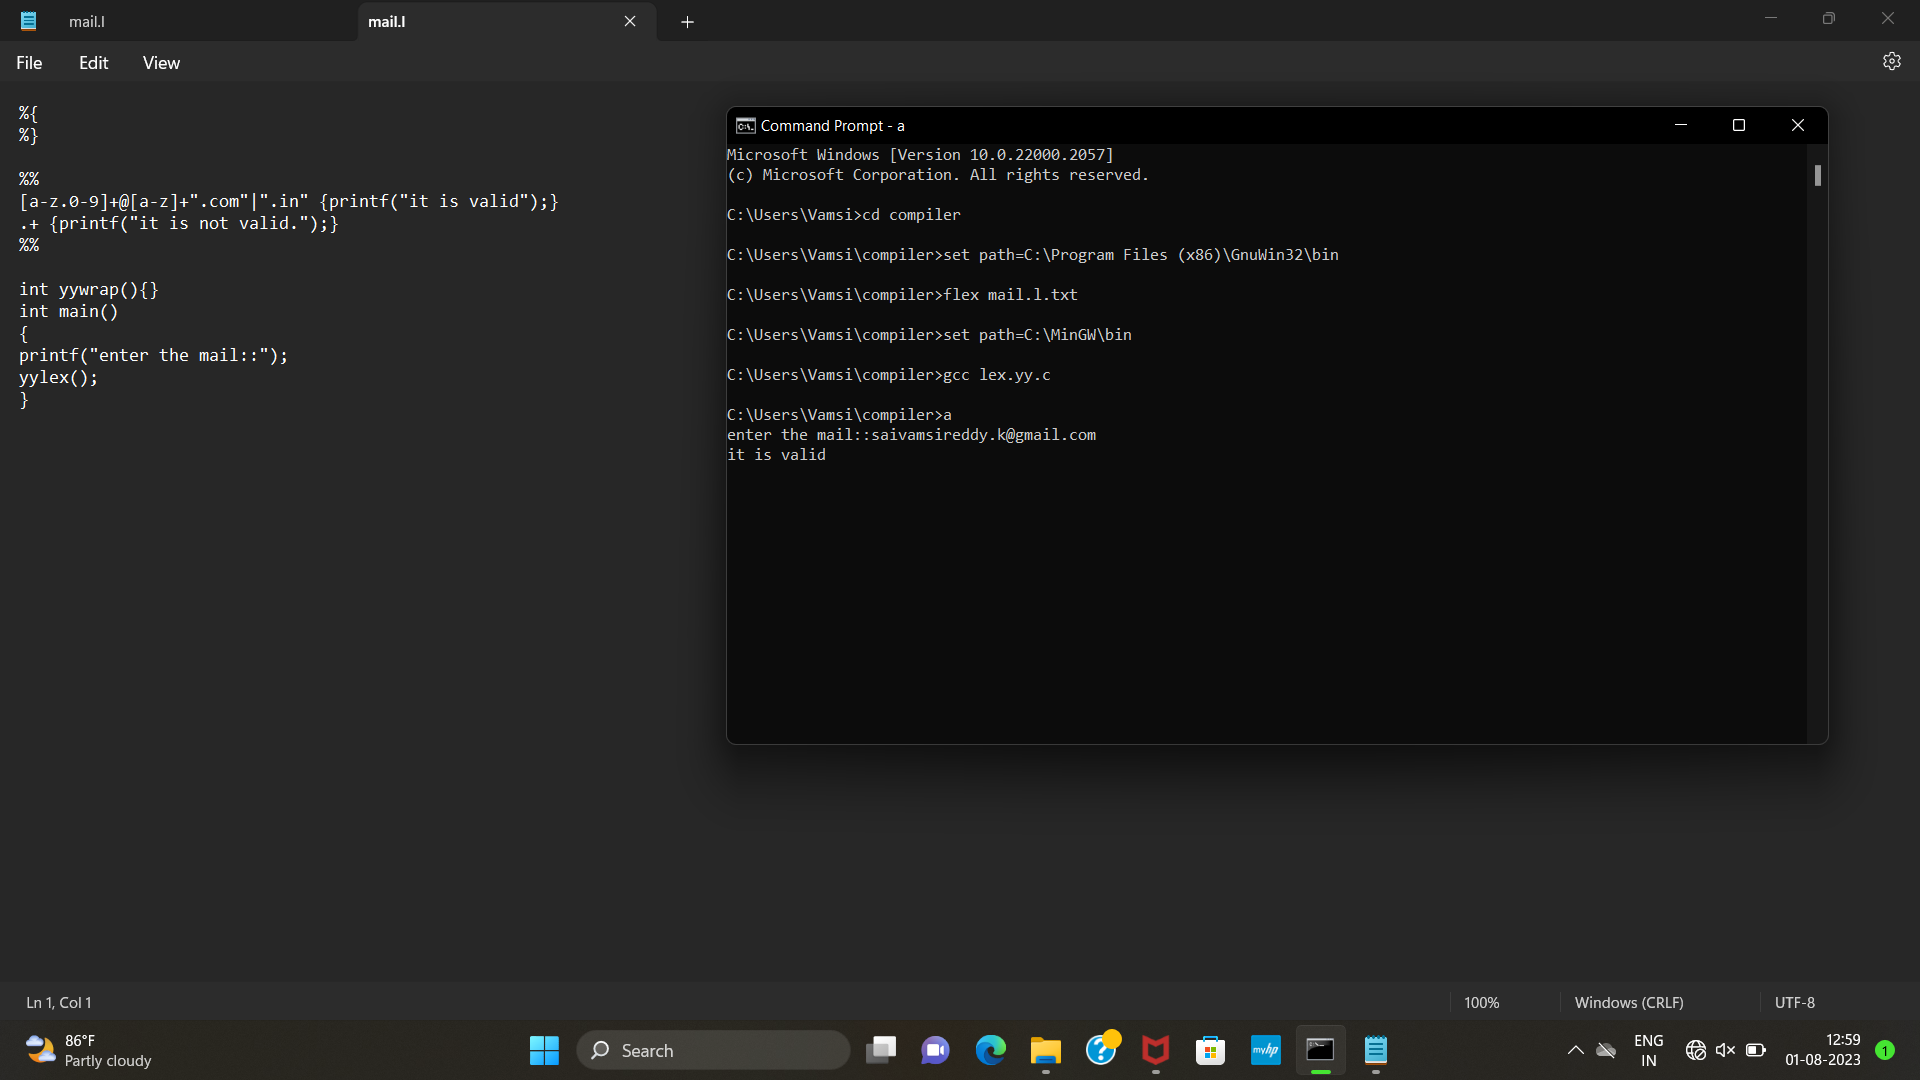 mail.l
mail.l
File Edit View
%{
%}
%%
[a-z.0-9]+@[a-z]+".com"|".in" {printf("it is valid");}
.+ {printf("it is not valid.");}
%%
int yywrap(){}
int main()
{
printf("enter the mail::");
yylex();
}
Command Prompt - a
Microsoft Windows [Version 10.0.22000.2057]
(c) Microsoft Corporation. All rights reserved.
C:\Users\Vamsi>cd compiler
C:\Users\Vamsi\compiler>set path=C:\Program Files (x86)\GnuWin32\bin
C:\Users\Vamsi\compiler>flex mail.l.txt
C:\Users\Vamsi\compiler>set path=C:\MinGW\bin
C:\Users\Vamsi\compiler>gcc lex.yy.c
C:\Users\Vamsi\compiler>a
enter the mail::saivamsireddy.k@gmail.com
it is valid
Ln 1, Col 1
100%
Windows (CRLF)
UTF-8
86°F
Partly cloudy
Search
myhp
ENG
IN
12:59
01-08-2023
1